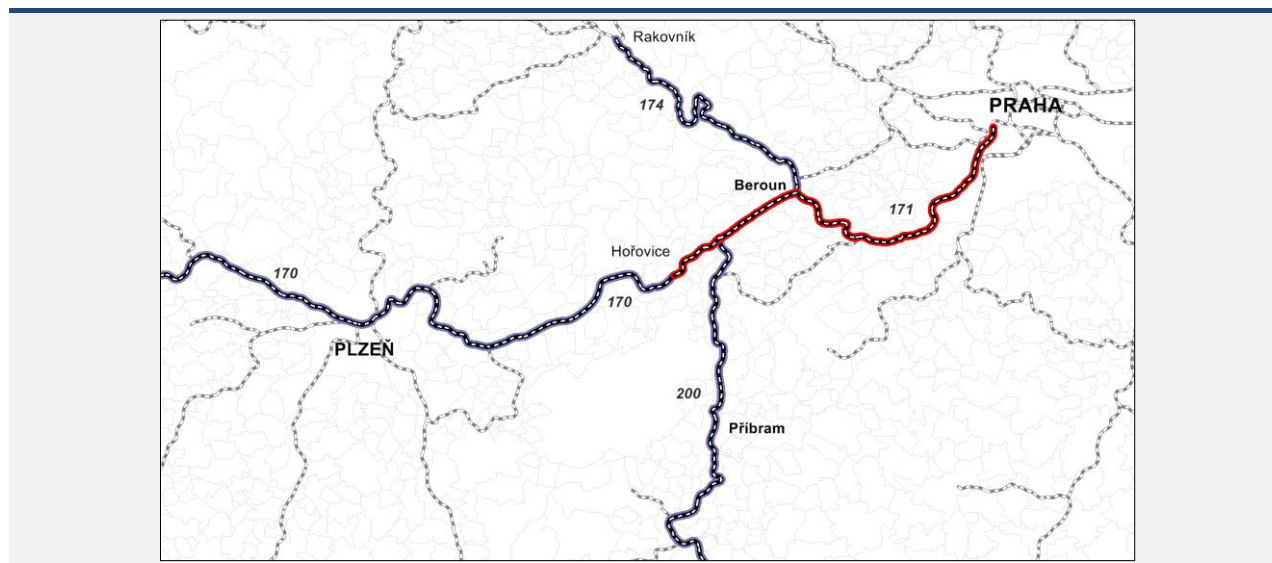 Rakovník
174
PRAHA
Beroun
171
Hořovice
170
170
PLZEŇ
200
Příbram